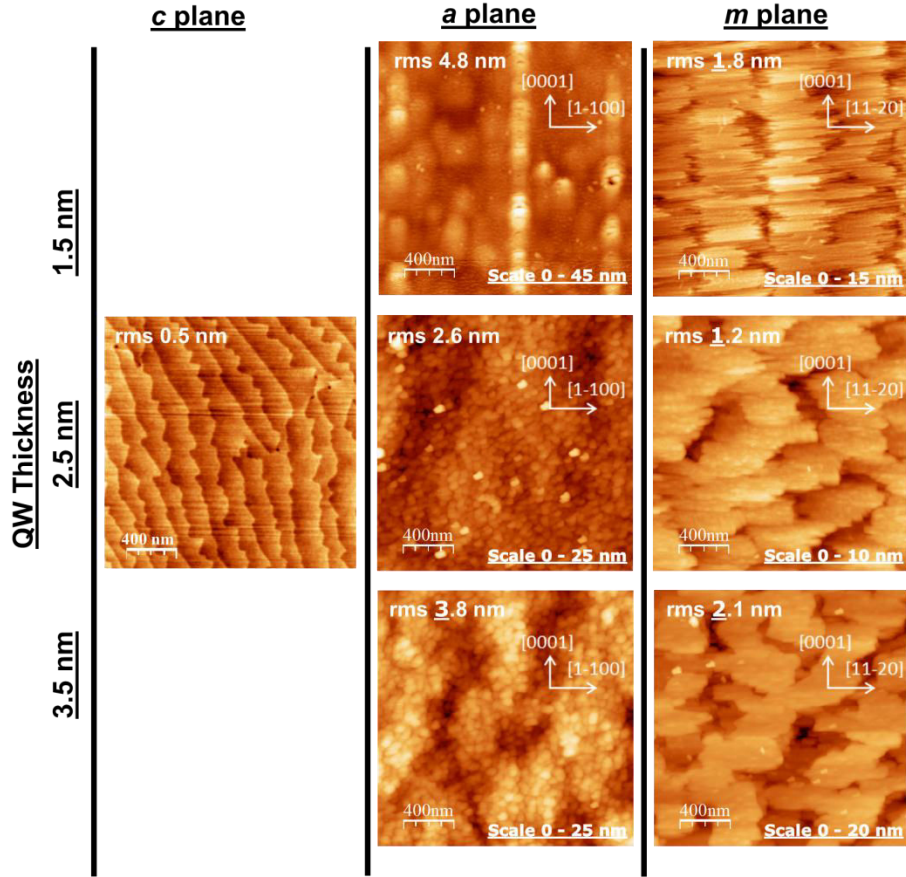 c plane
a plane
m plane
QW Thickness
1.5 nm
rms 4.8 nm
[0001]
[1-100]
400nm
Scale 0 - 45 nm
rms 1.8 nm
[0001]
[11-20]
400nm
Scale 0 - 15 nm
2.5 nm
rms 0.5 nm
400 nm
rms 2.6 nm
[0001]
[1-100]
400nm
Scale 0 - 25 nm
rms 1.2 nm
[0001]
[11-20]
400nm
Scale 0 - 10 nm
3.5 nm
rms 3.8 nm
[0001]
[1-100]
400nm
Scale 0 - 25 nm
rms 2.1 nm
[0001]
[11-20]
400nm
Scale 0 - 20 nm